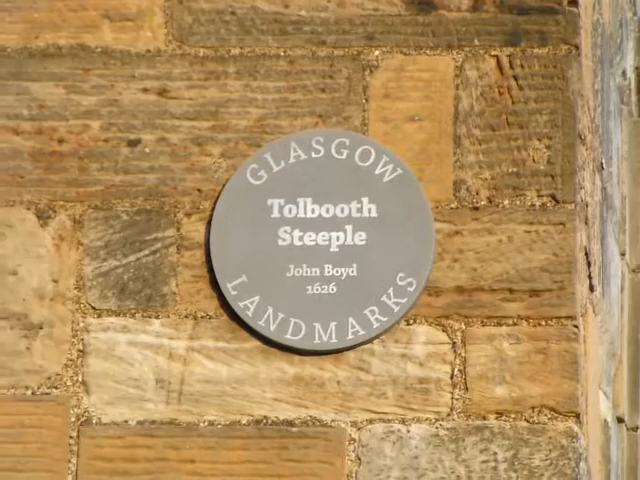 GLASGOW
Tolbooth
Steeple
John Boyd
1626
LANDMARKS